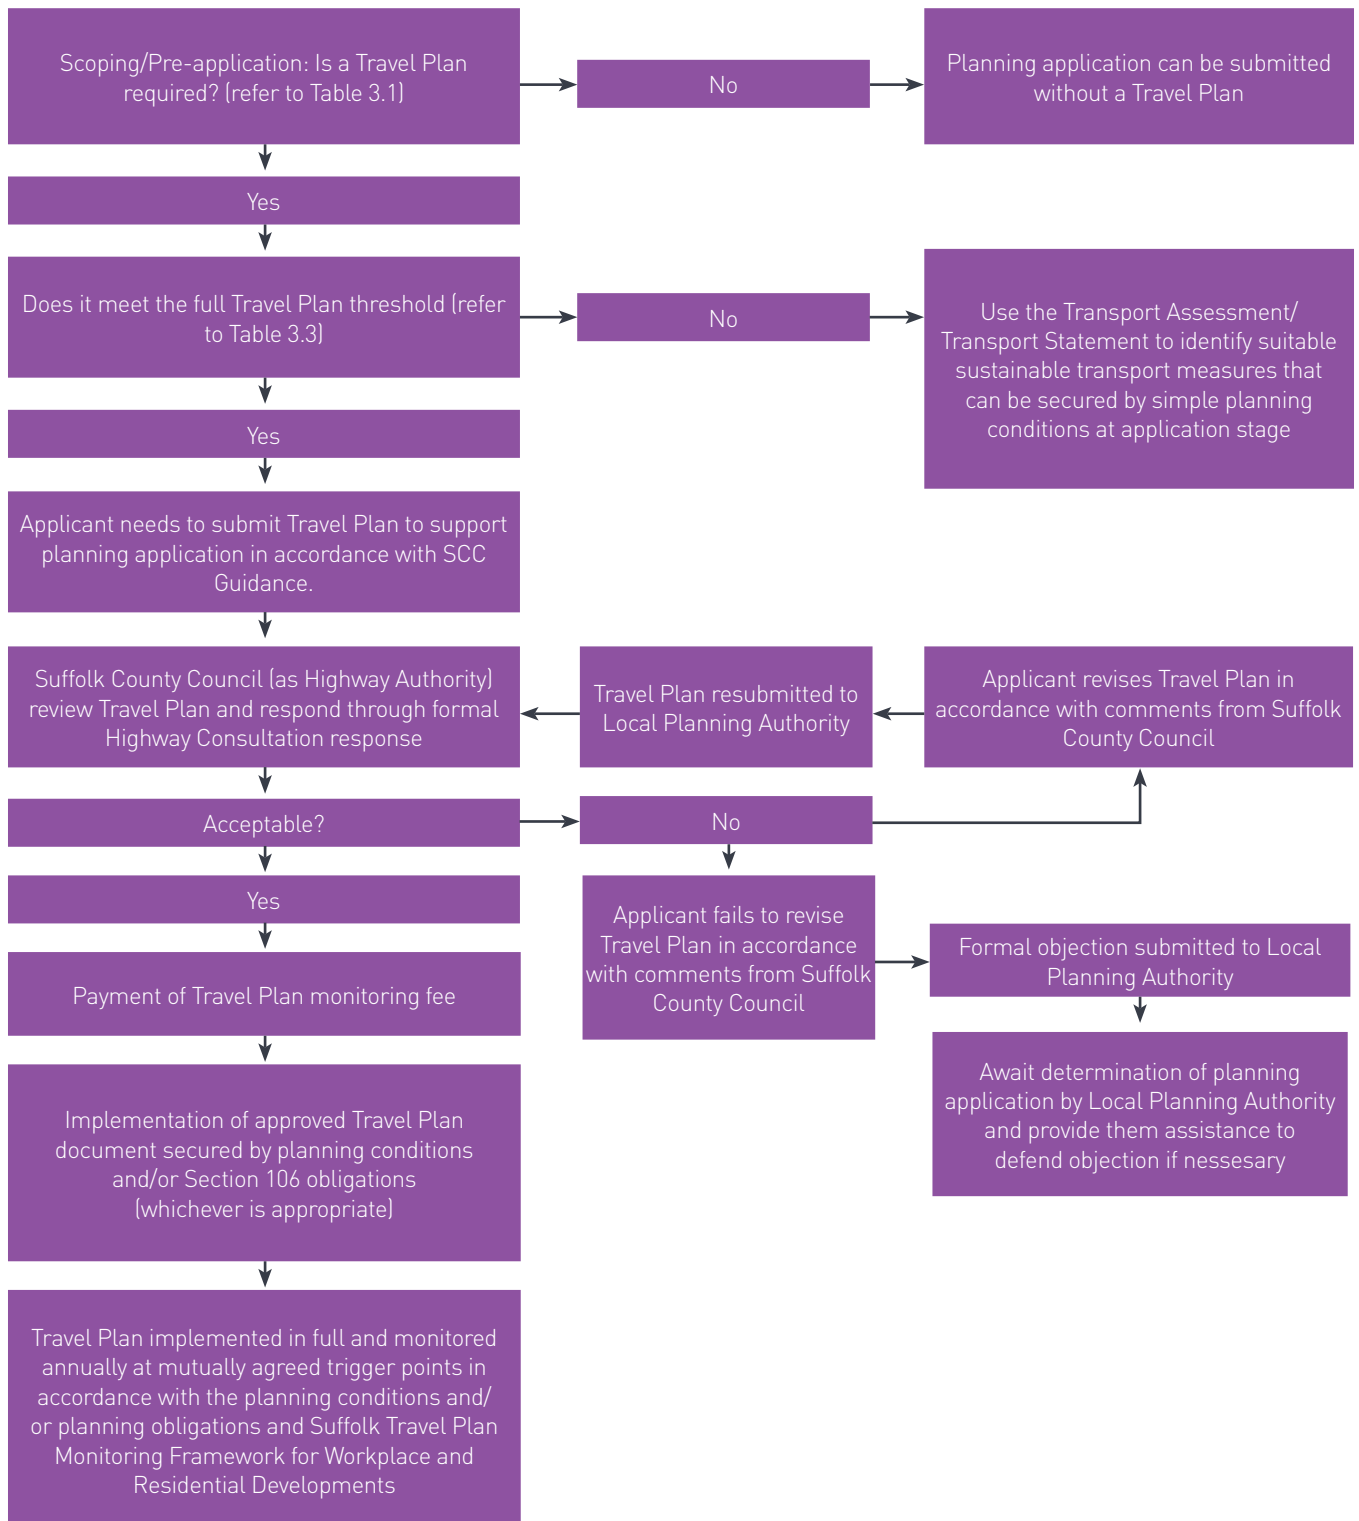 Scoping/Pre-application: Is a Travel Plan
required? (refer to Table 3.1)
No
Planning application can be submitted
without a Travel Plan
Yes
Does it meet the full Travel Plan threshold (refer
to Table 3.3)
No
Use the Transport Assessment/
Transport Statement to identify suitable
sustainable transport measures that
can be secured by simple planning
conditions at application stage
Yes
Applicant needs to submit Travel Plan to support
planning application in accordance with SCC
Guidance.
Suffolk County Council (as Highway Authority)
review Travel Plan and respond through formal
Highway Consultation response
Travel Plan resubmitted to
Local Planning Authority
Applicant revises Travel Plan in
accordance with comments from Suffolk
County Council
Acceptable?
No
Yes
Applicant fails to revise
Travel Plan in accordance
with comments from Suffolk
County Council
Formal objection submitted to Local
Planning Authority
Payment of Travel Plan monitoring fee
Await determination of planning
application by Local Planning Authority
and provide them assistance to
defend objection if nessesary
Implementation of approved Travel Plan
document secured by planning conditions
and/or Section 106 obligations
(whichever is appropriate)
Travel Plan implemented in full and monitored
annually at mutually agreed trigger points in
accordance with the planning conditions and/
or planning obligations and Suffolk Travel Plan
Monitoring Framework for Workplace and
Residential Developments